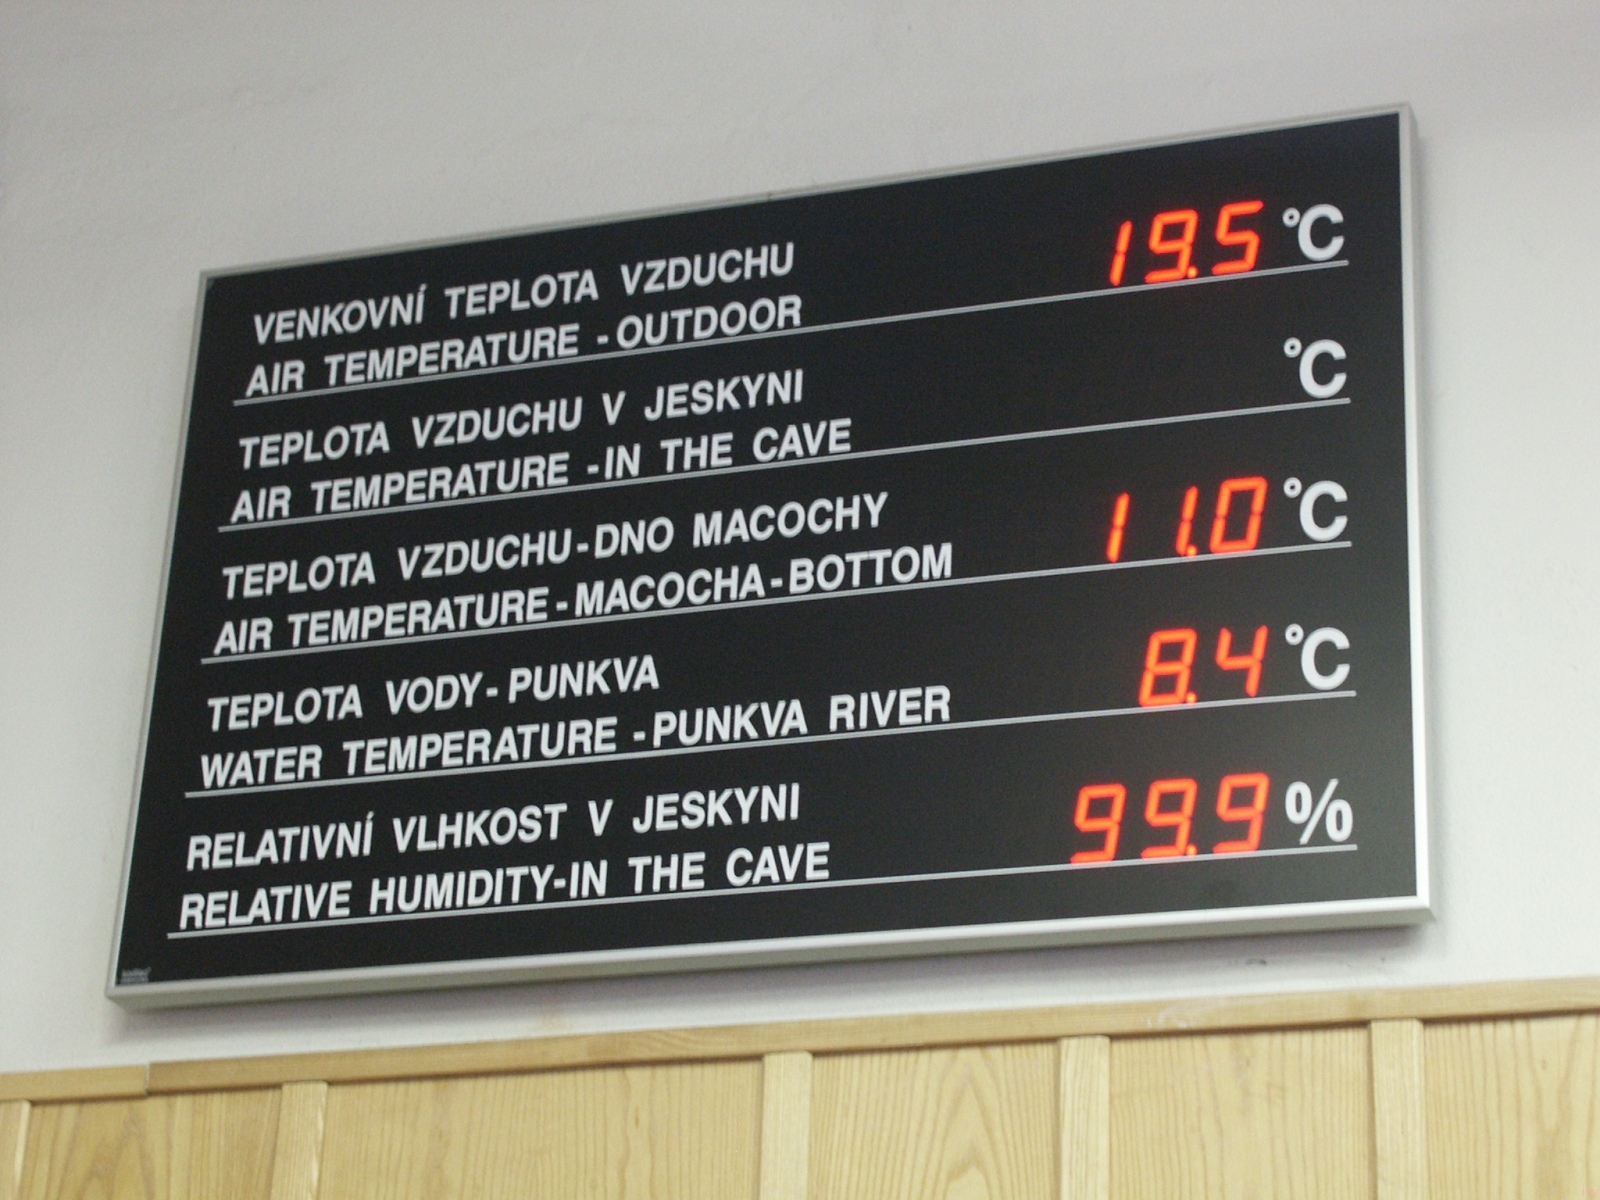 VENKOVNÍ TEPLOTA VZDUCHU
AIR TEMPERATURE - OUTDOOR 19.5 °C
TEPLOTA VZDUCHU V JESKYNI
AIR TEMPERATURE - IN THE CAVE °C
TEPLOTA VZDUCHU - DNO MACOCHY
AIR TEMPERATURE - MACOCHA - BOTTOM 11.0 °C
TEPLOTA VODY - PUNKVA
WATER TEMPERATURE - PUNKVA RIVER 8.4 °C
RELATIVNÍ VLHKOST V JESKYNI
RELATIVE HUMIDITY - IN THE CAVE 99.9 %